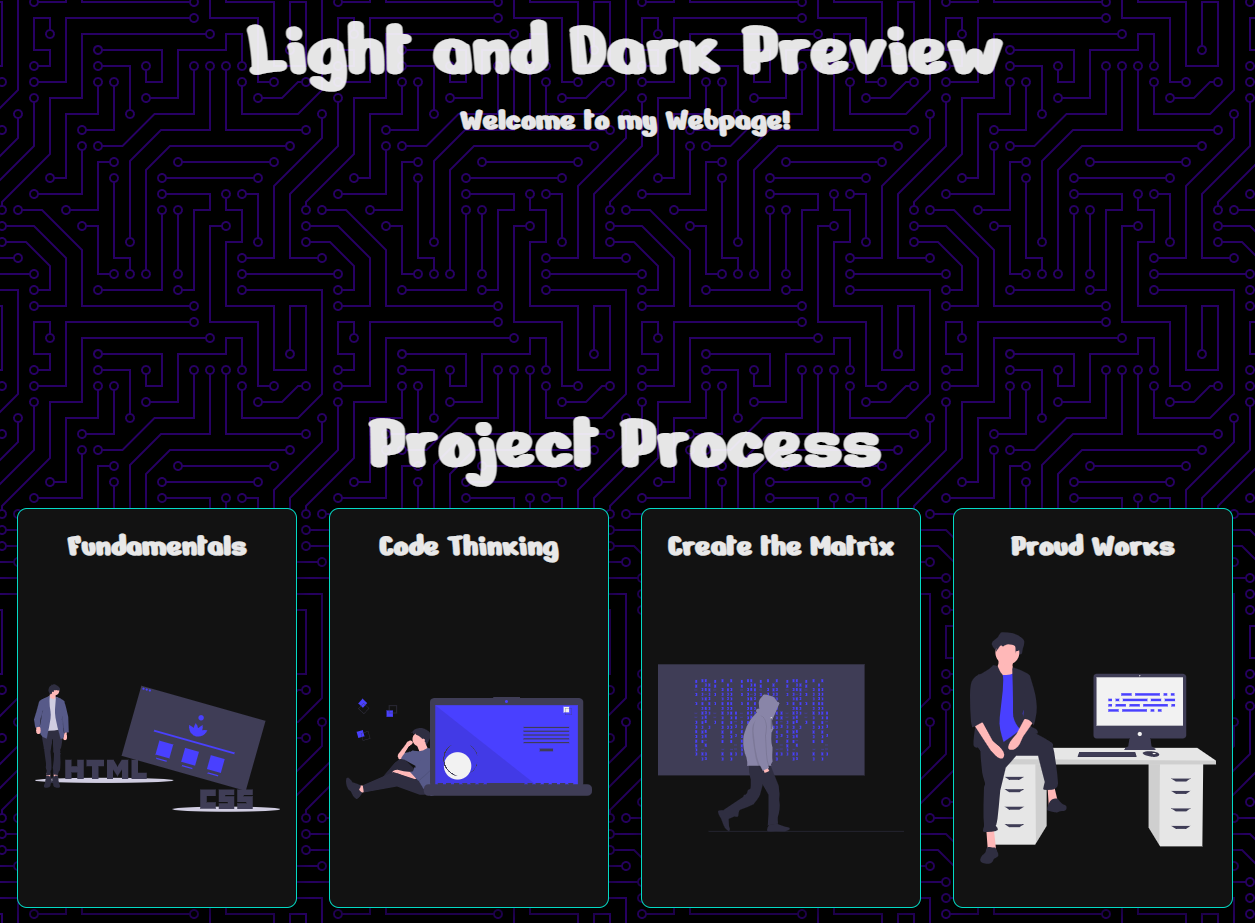 Light and Dark Preview
Welcome to my Webpage!
Project Process
Fundamentals
Code Thinking
Create the Matrix
Proud Works
HTML
CSS